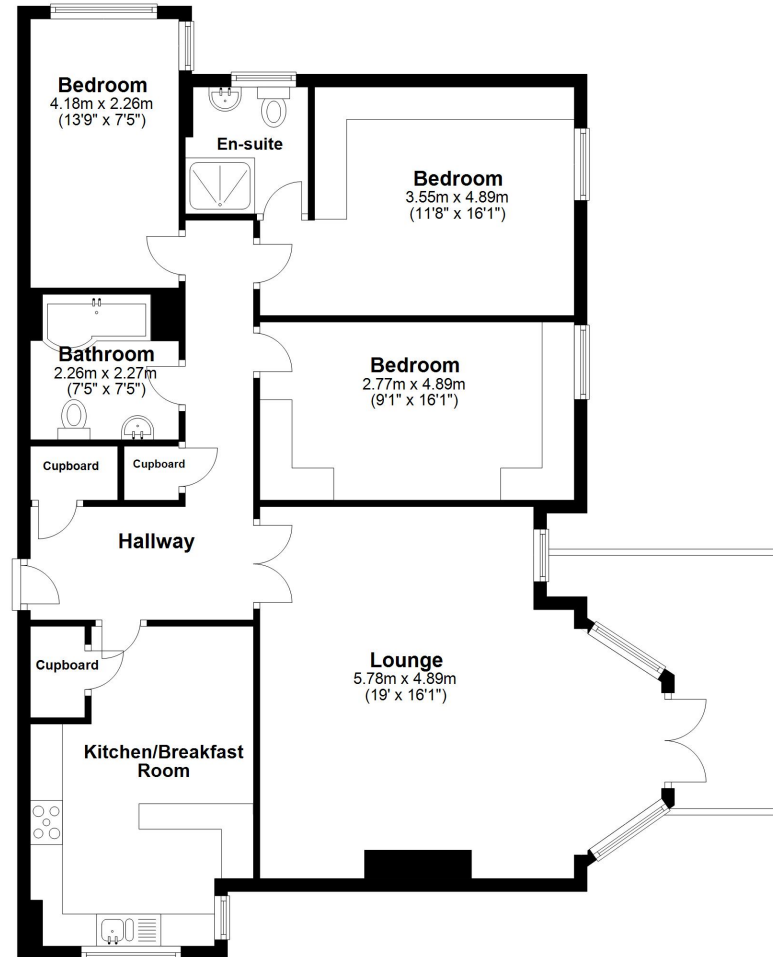 Bedroom
4.18m x 2.26m
(13'9" x 7'5")
En-suite
Bedroom
3.55m x 4.89m
(11'8" x 16'1")
Bathroom
2.26m x 2.27m
(7'5" x 7'5")
Bedroom
2.77m x 4.89m
(9'1" x 16'1")
Cupboard
Cupboard
Hallway
Cupboard
Lounge
5.78m x 4.89m
(19' x 16'1")
Kitchen/Breakfast
Room